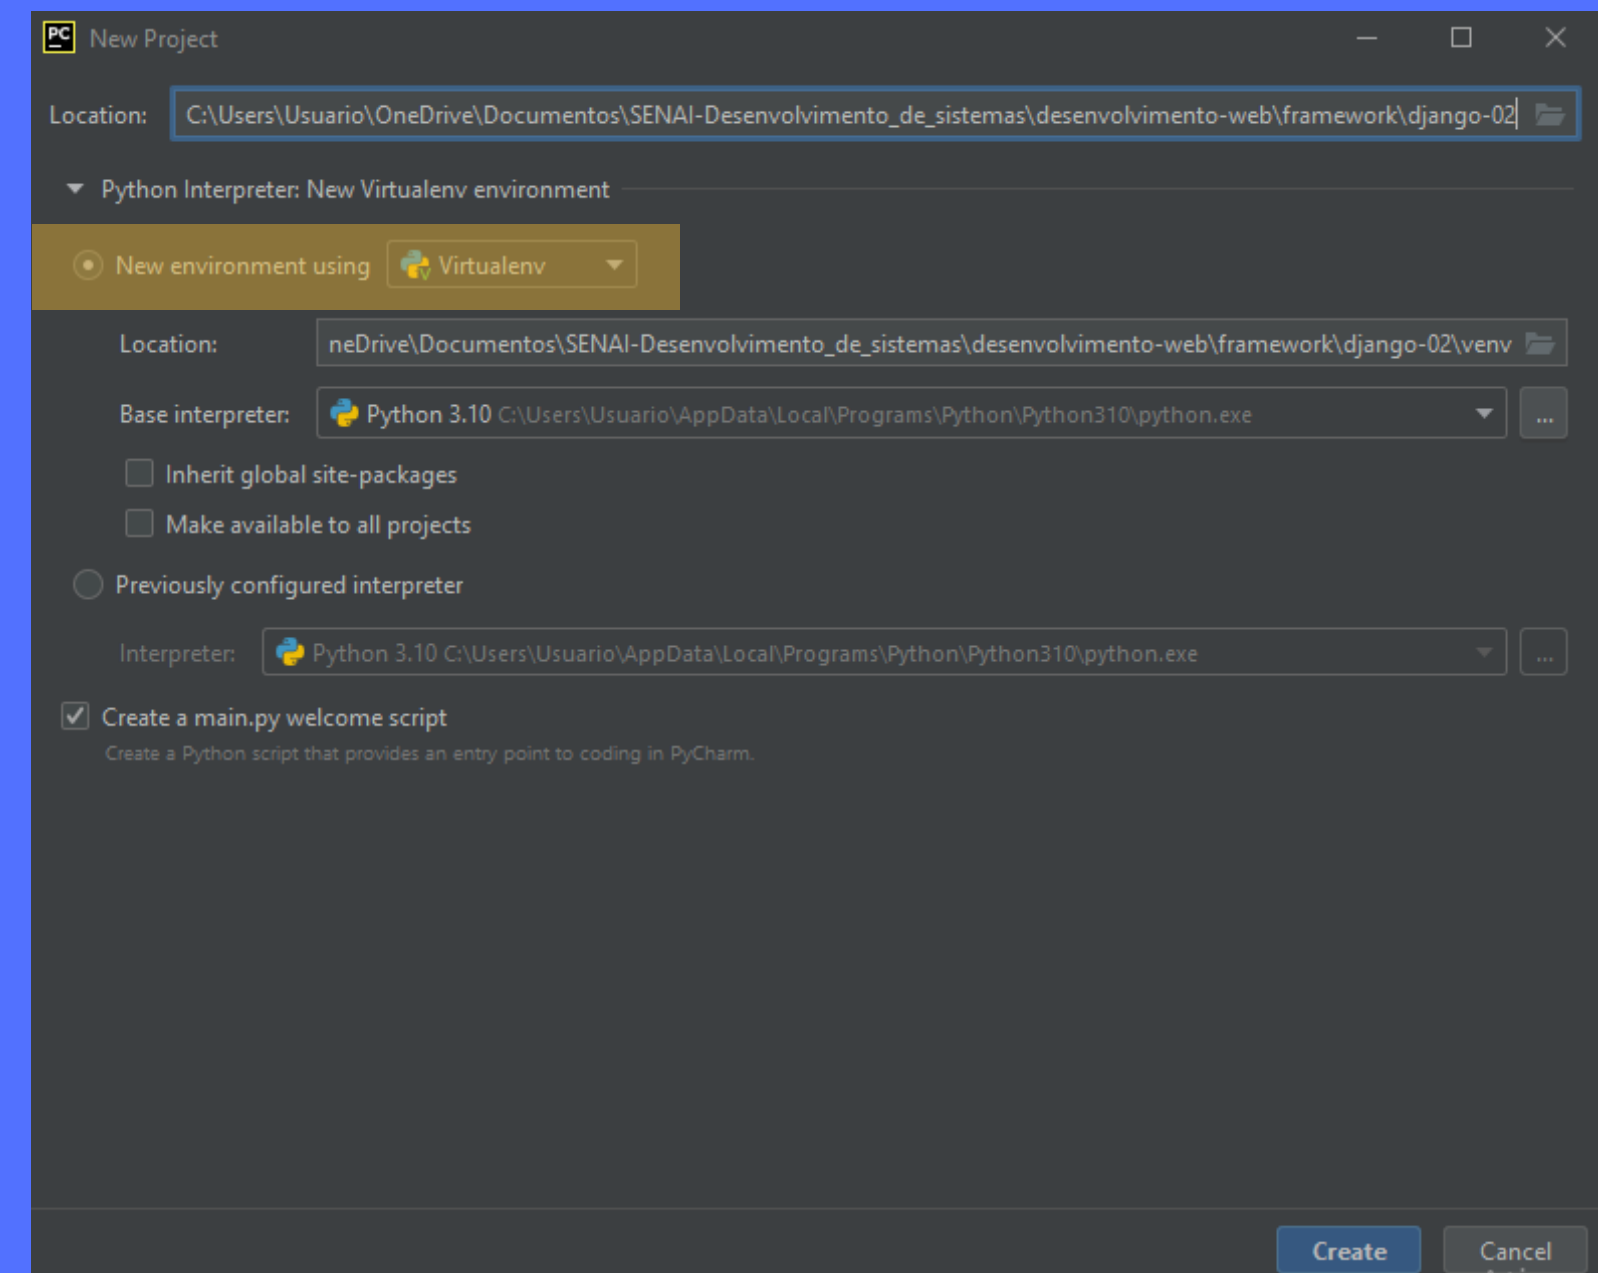 PC New Project
Location: C:\Users\Usuario\OneDrive\Documentos\SENAI-Desenvolvimento_de_sistemas\desenvolvimento-web\framework\django-02
Python Interpreter: New Virtualenv environment
New environment using Virtualenv
Location: neDrive\Documentos\SENAI-Desenvolvimento_de_sistemas\desenvolvimento-web\framework\django-02\venv
Base interpreter: Python 3.10 C:\Users\Usuario\AppData\Local\Programs\Python\Python310\python.exe ...
Inherit global site-packages
Make available to all projects
Previously configured interpreter
Interpreter: Python 3.10 C:\Users\Usuario\AppData\Local\Programs\Python\Python310\python.exe ...
Create a main.py welcome script
Create a Python script that provides an entry point to coding in PyCharm.
Create Cancel